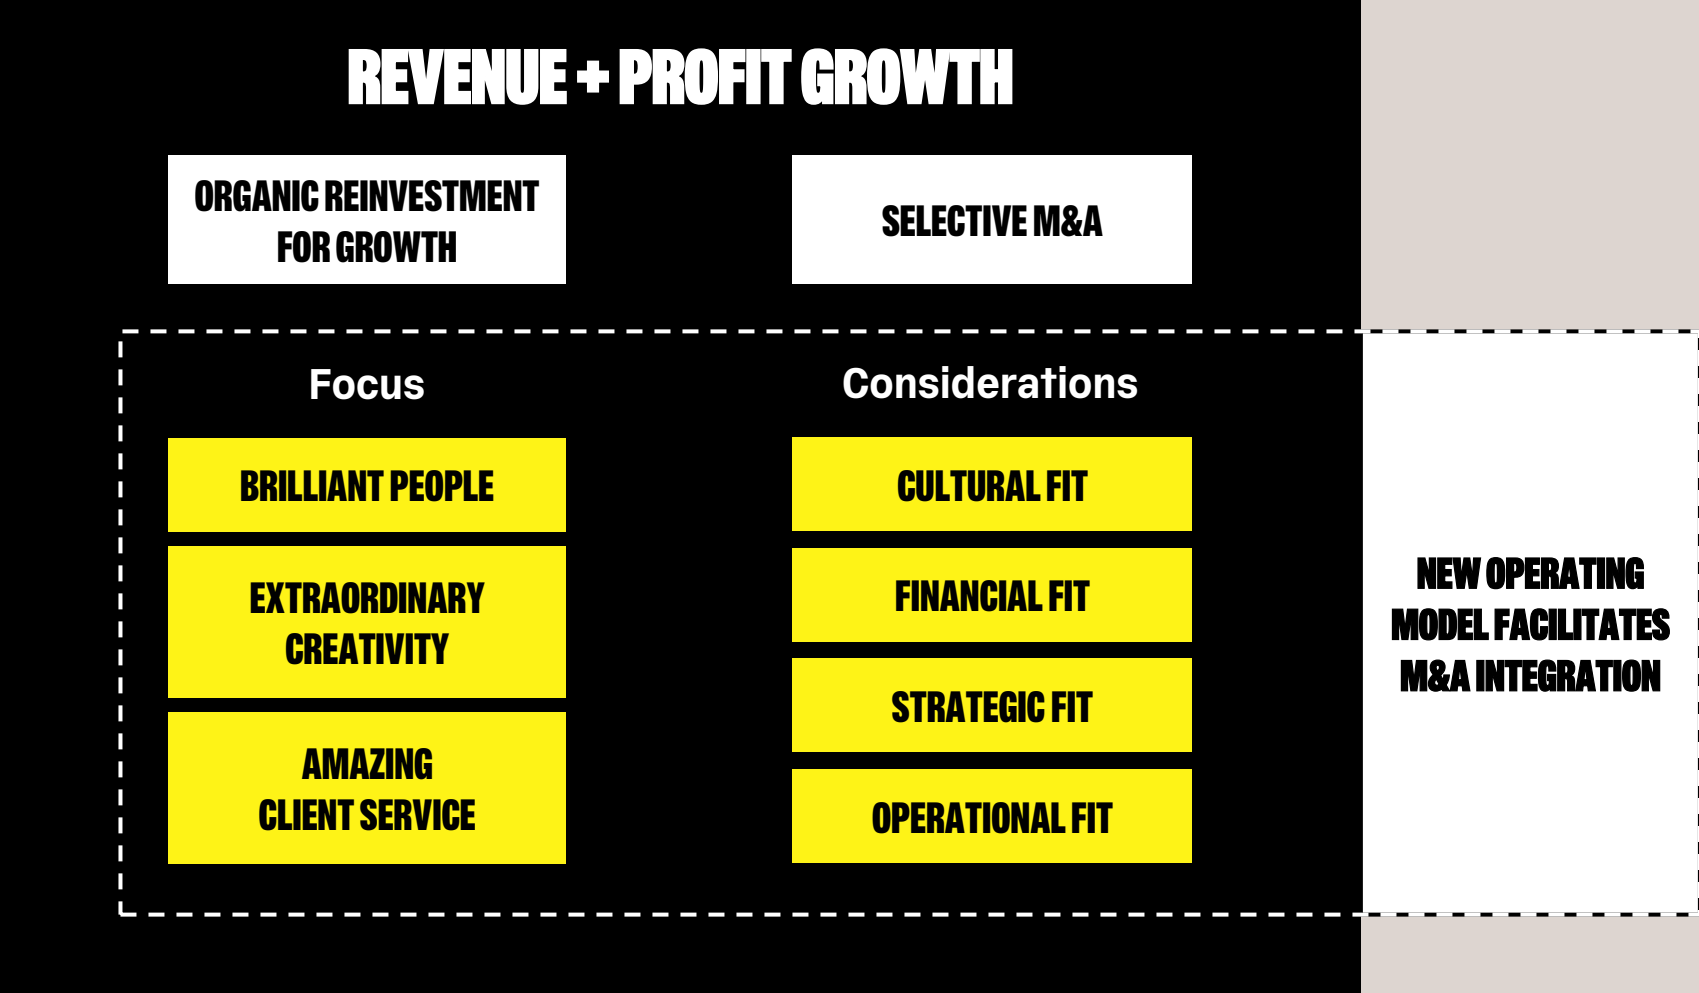 REVENUE + PROFIT GROWTH
ORGANIC REINVESTMENT
FOR GROWTH
SELECTIVE M&A
Focus
BRILLIANT PEOPLE
EXTRAORDINARY
CREATIVITY
AMAZING
CLIENT SERVICE
Considerations
CULTURAL FIT
FINANCIAL FIT
STRATEGIC FIT
OPERATIONAL FIT
NEW OPERATING
MODEL FACILITATES
M&A INTEGRATION